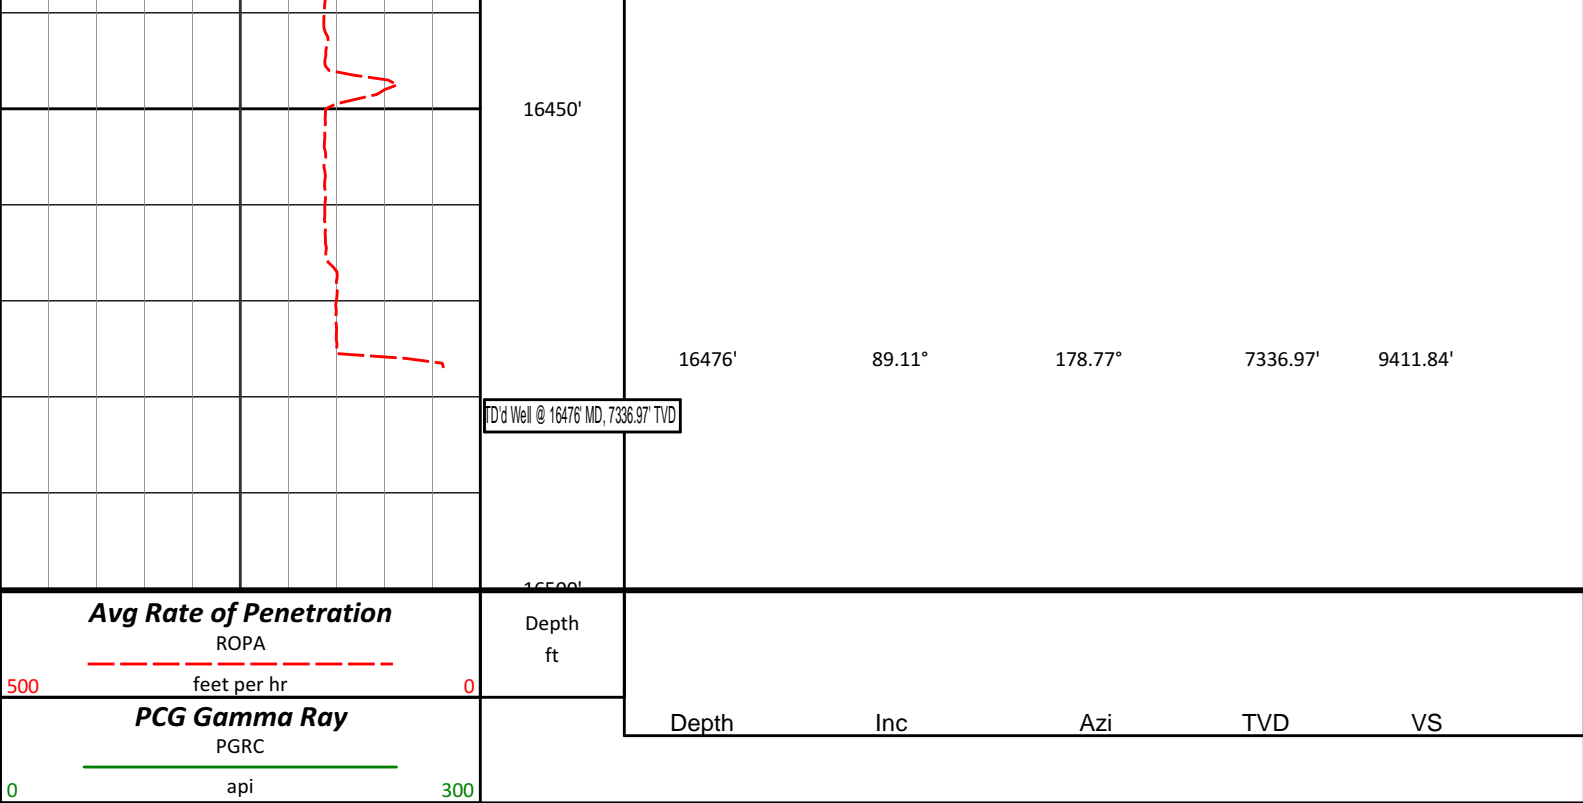 16450'
16476' 89.11° 178.77° 7336.97' 9411.84'
TD'd Well @ 16476' MD, 7336.97' TVD
16500'
Avg Rate of Penetration
ROPA
500 feet per hr 0
Depth
ft
PCG Gamma Ray
PGRC
0 api 300
Depth Inc Azi TVD VS